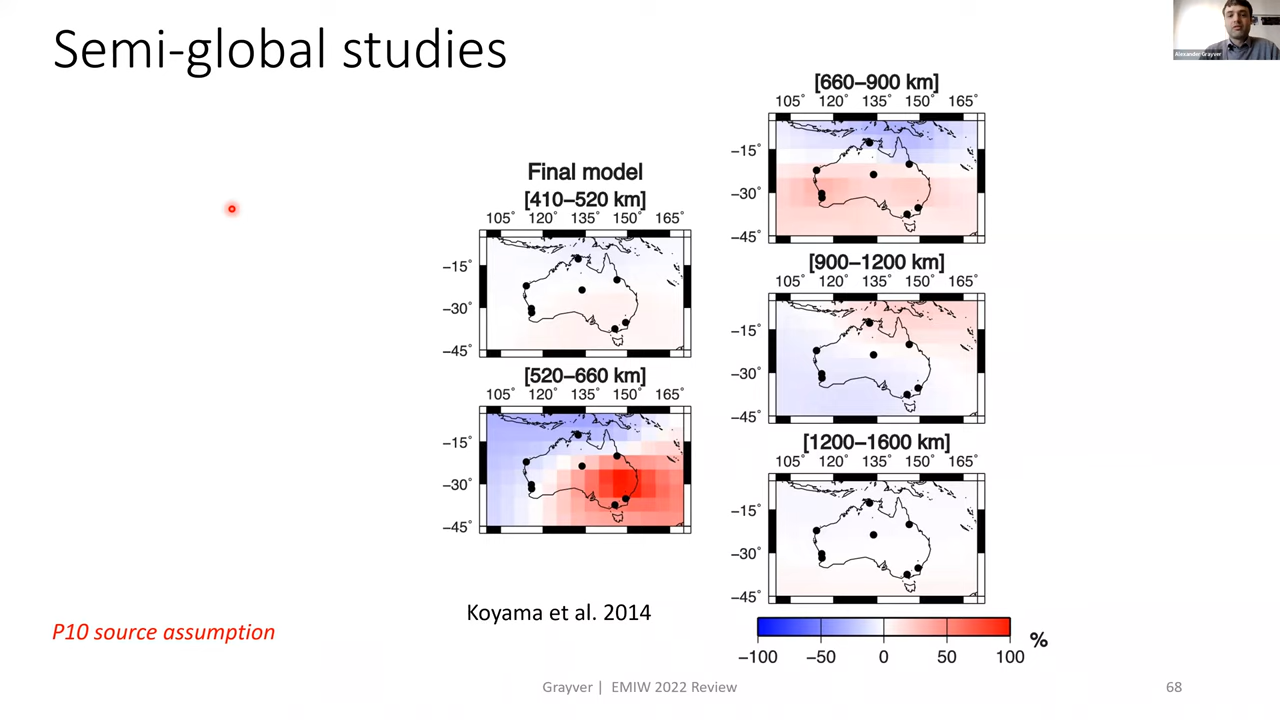 Semi-global studies
Alexander Grayver
Final model
[410–520 km]
105° 120° 135° 150° 165°
−15°
−30°
−45°
[520–660 km]
105° 120° 135° 150° 165°
−15°
−30°
−45°
[660–900 km]
105° 120° 135° 150° 165°
−15°
−30°
−45°
[900–1200 km]
105° 120° 135° 150° 165°
−15°
−30°
−45°
[1200–1600 km]
105° 120° 135° 150° 165°
−15°
−30°
−45°
Koyama et al. 2014
P10 source assumption
%
−100 −50 0 50 100
Grayver | EMIW 2022 Review
68